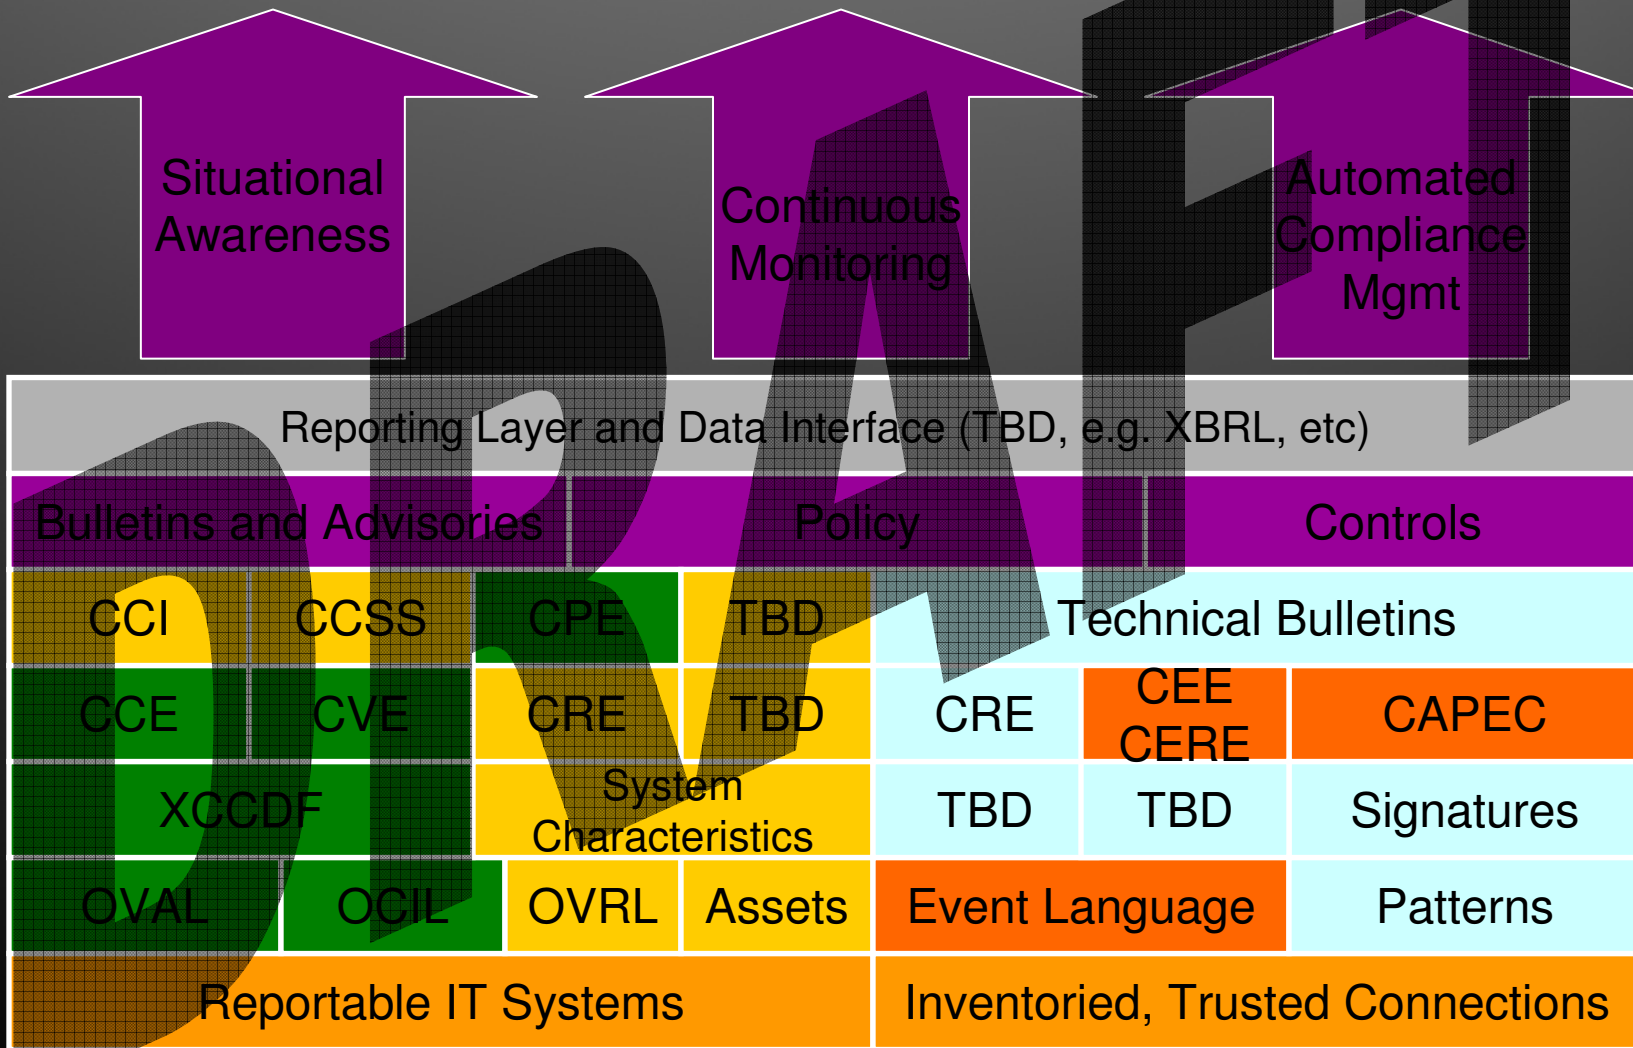 Situational
Awareness
Continuous
Monitoring
Automated
Compliance
Mgmt
Reporting Layer and Data Interface (TBD, e.g. XBRL, etc)
Bulletins and Advisories
Policy
Controls
CCI
CCSS
CPE
TBD
Technical Bulletins
CCE
CVE
CRE
TBD
CRE
CEE
CERE
CAPEC
XCCDF
System
Characteristics
TBD
TBD
Signatures
OVAL
OCIL
OVRL
Assets
Event Language
Patterns
Reportable IT Systems
Inventoried, Trusted Connections
DRAFT